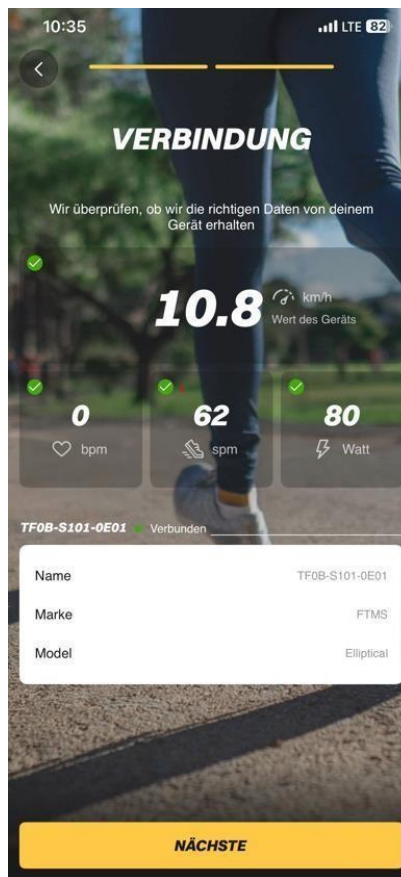 10:35
LTE 82
VERBINDUNG
Wir überprüfen, ob wir die richtigen Daten von deinem
Gerät erhalten
10.8 km/h
Wert des Geräts
0 62 80
bpm spm Watt
TF0B-S101-0E01 Verbunden
Name TF0B-S101-0E01
Marke FTMS
Model Elliptical
NÄCHSTE